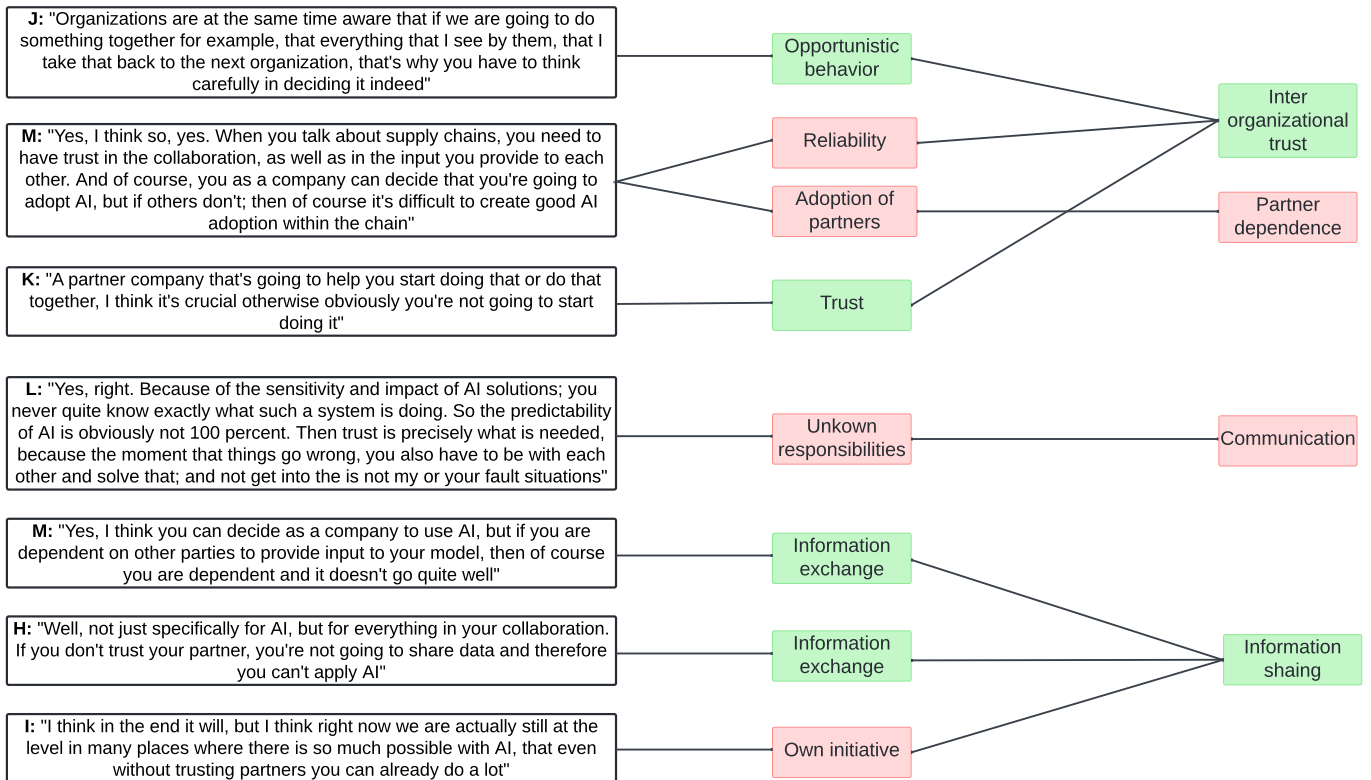 J: "Organizations are at the same time aware that if we are going to do
something together for example, that everything that I see by them, that I
take that back to the next organization, that's why you have to think
carefully in deciding it indeed"
Opportunistic
behavior
Inter
organizational
trust
M: "Yes, I think so, yes. When you talk about supply chains, you need to
have trust in the collaboration, as well as in the input you provide to each
other. And of course, you as a company can decide that you're going to
adopt AI, but if others don't; then of course it's difficult to create good AI
adoption within the chain"
Reliability
Adoption of
partners
Partner
dependence
K: "A partner company that's going to help you start doing that or do that
together, I think it's crucial otherwise obviously you're not going to start
doing it"
Trust
L: "Yes, right. Because of the sensitivity and impact of AI solutions; you
never quite know exactly what such a system is doing. So the predictability
of AI is obviously not 100 percent. Then trust is precisely what is needed,
because the moment that things go wrong, you also have to be with each
other and solve that; and not get into the is not my or your fault situations"
Unkown
responsibilities
Communication
M: "Yes, I think you can decide as a company to use AI, but if you are
dependent on other parties to provide input to your model, then of course
you are dependent and it doesn't go quite well"
Information
exchange
H: "Well, not just specifically for AI, but for everything in your collaboration.
If you don't trust your partner, you're not going to share data and therefore
you can't apply AI"
Information
exchange
Information
shaing
I: "I think in the end it will, but I think right now we are actually still at the
level in many places where there is so much possible with AI, that even
without trusting partners you can already do a lot"
Own initiative